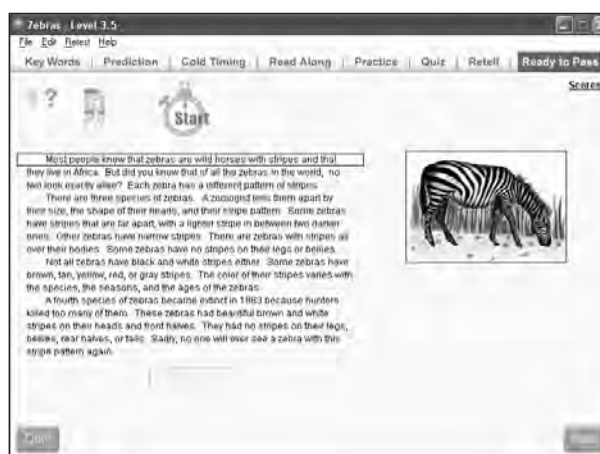 Zebras - Level 3.5
File Edit Retest Help
Key Words | Prediction | Cold Timing | Read Along | Practice | Quiz | Retell | Ready to Pass
Scores
?
Start
Most people know that zebras are wild horses with stripes and that
they live in Africa. But did you know that of all the zebras in the world, no
two look exactly alike? Each zebra has a different pattern of stripes.
There are three species of zebras. A zoologist tells them apart by
their size, the shape of their heads, and their stripe pattern. Some zebras
have stripes that are far apart, with a lighter stripe in between two darker
ones. Other zebras have narrow stripes. There are zebras with stripes all
over their bodies. Some zebras have no stripes on their legs or bellies.
Not all zebras have black and white stripes either. Some zebras have
brown, tan, yellow, red, or gray stripes. The color of their stripes varies with
the species, the seasons, and the ages of the zebras.
A fourth species of zebras became extinct in 1883 because hunters
killed too many of them. These zebras had beautiful brown and white
stripes on their heads and front halves. They had no stripes on their legs,
bellies, rear halves, or tails. Sadly, no one will ever see a zebra with this
stripe pattern again.